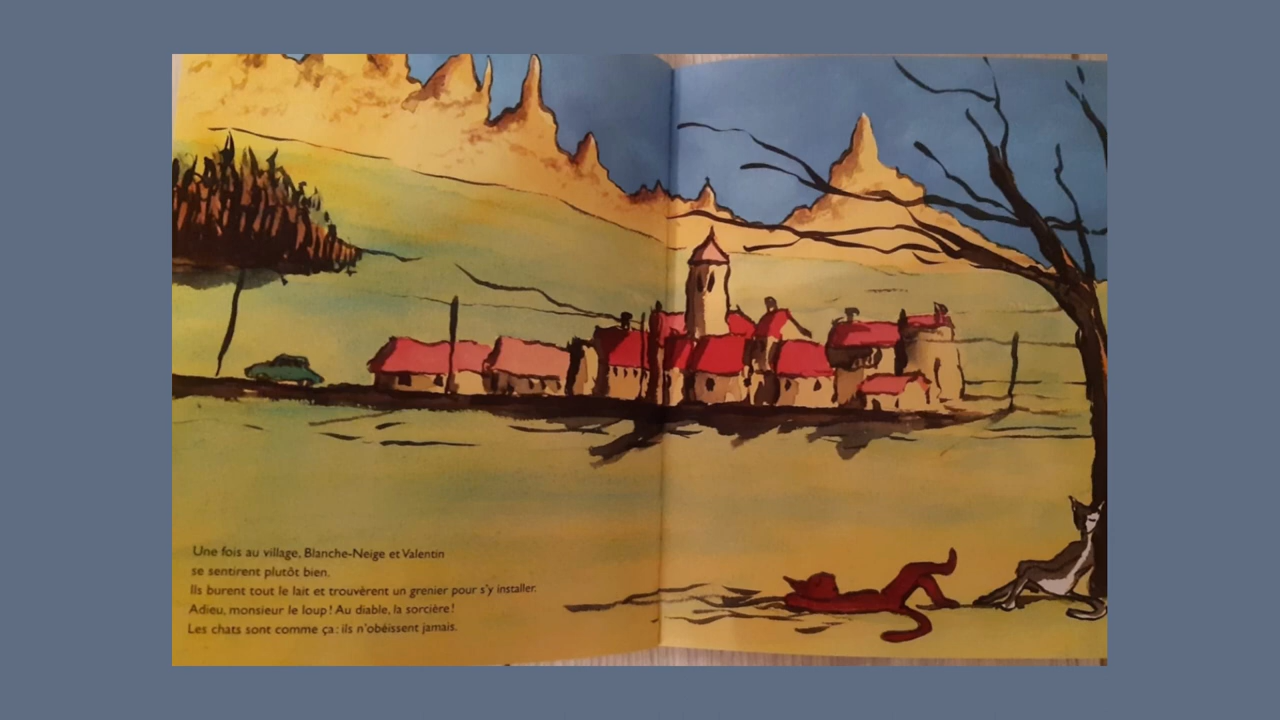 Une fois au village, Blanche-Neige et Valentin
se sentirent plutôt bien.
Ils burent tout le lait et trouvèrent un grenier pour s'y installer.
Adieu, monsieur le loup ! Au diable, la sorcière !
Les chats sont comme ça : ils n'obéissent jamais.